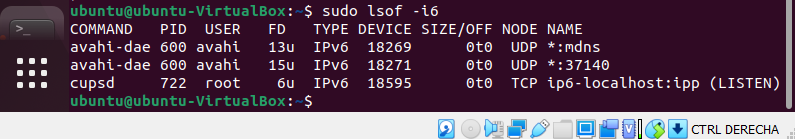 ubuntu@ubuntu-VirtualBox:~$ sudo lsof -i6
COMMAND   PID   USER   FD   TYPE DEVICE SIZE/OFF NODE NAME
avahi-dae 600 avahi   13u  IPv6  18269      0t0  UDP *:mdns
avahi-dae 600 avahi   15u  IPv6  18271      0t0  UDP *:37140
cupsd     722  root    6u  IPv6  18595      0t0  TCP ip6-localhost:ipp (LISTEN)
ubuntu@ubuntu-VirtualBox:~$
CTRL DERECHA